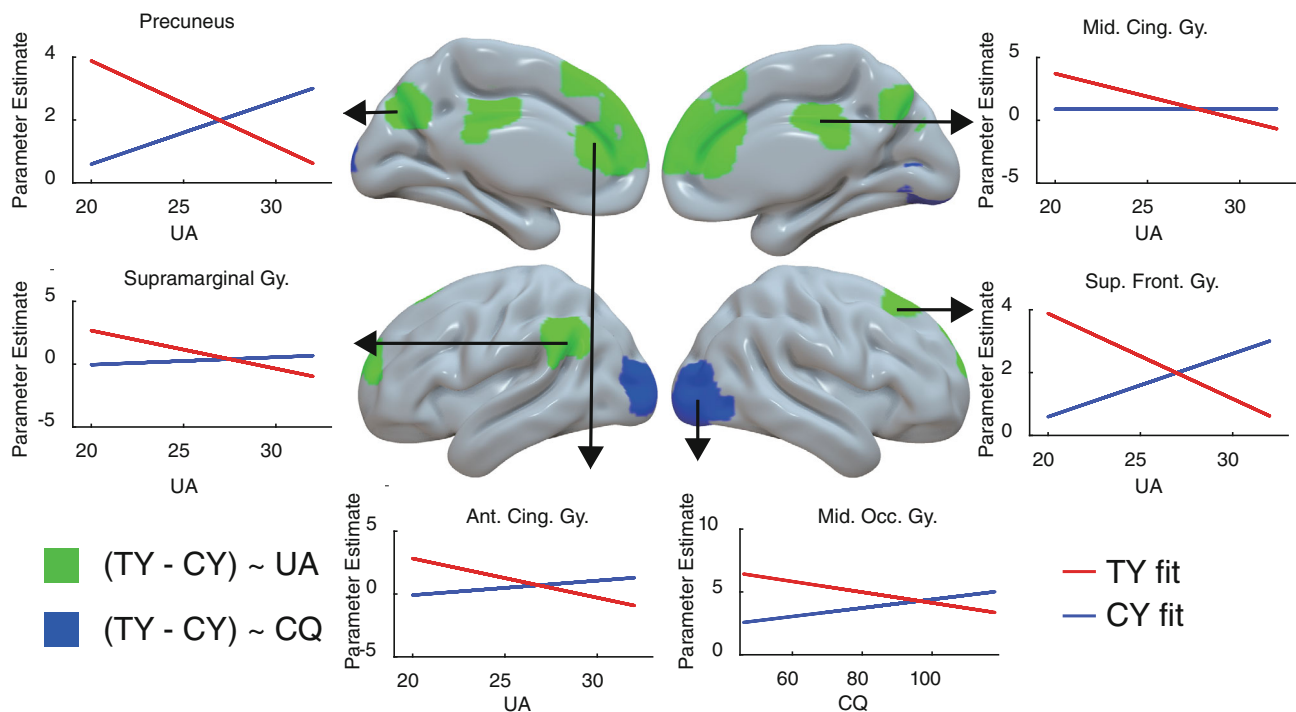 Precuneus
Parameter Estimate
4
2
0
20 25 30
UA
Mid. Cing. Gy.
Parameter Estimate
5
0
-5
20 25 30
UA
Supramarginal Gy.
Parameter Estimate
5
0
-5
20 25 30
UA
Sup. Front. Gy.
Parameter Estimate
4
2
0
20 25 30
UA
Ant. Cing. Gy.
Parameter Estimate
5
0
-5
20 25 30
UA
Mid. Occ. Gy.
Parameter Estimate
10
5
0
60 80 100
CQ
(TY - CY) ~ UA
(TY - CY) ~ CQ
TY fit
CY fit